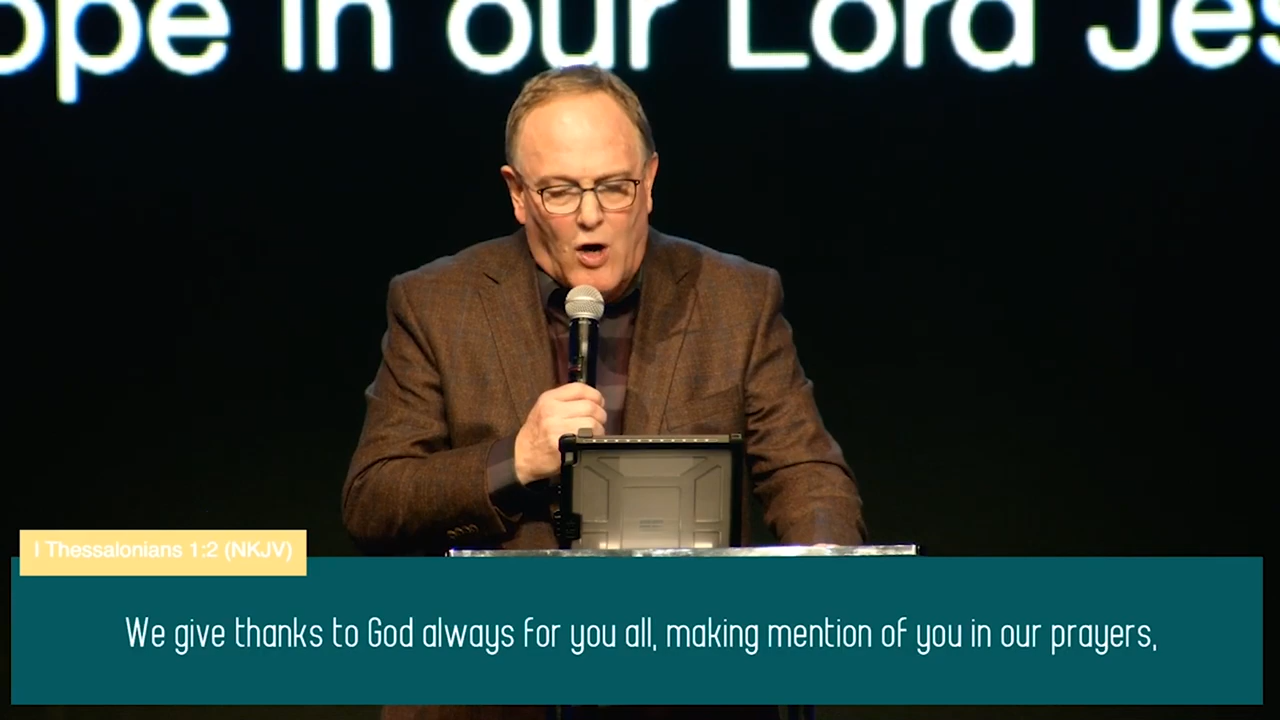 ope in our Lord Jes
I Thessalonians 1:2 (NKJV)
We give thanks to God always for you all, making mention of you in our prayers,